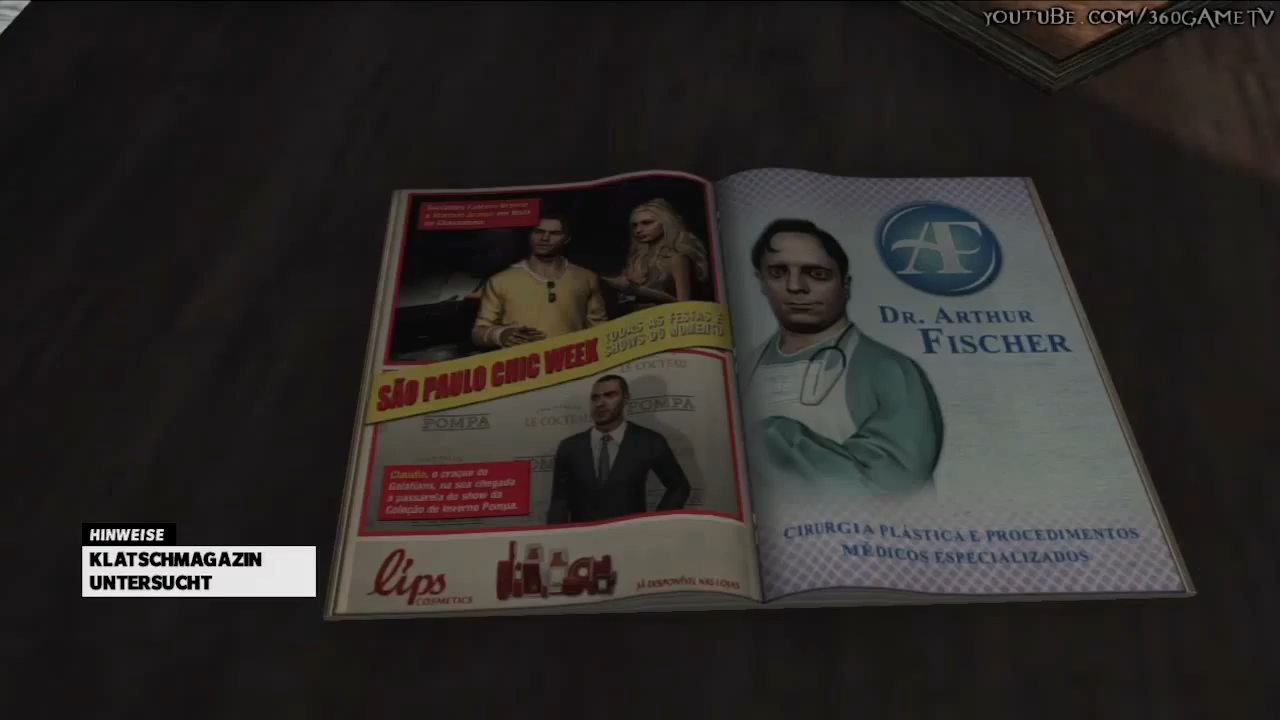 YOUTUBE.COM/360GAMETV
TODAS AS FESTAS E
SHOWS DO MOMENTO
SÃO PAULO CHIC WEEK
LE COCTEAU
POMPA
LE COCTEAU
POMPA
Claudio, o craque do
Galatians, na sua chegada
à passarela do show da
Coleção de Inverno Pompa.
lips
COSMETICS
JÁ DISPONÍVEL NAS LOJAS
AF
DR. ARTHUR
FISCHER
CIRURGIA PLÁSTICA E PROCEDIMENTOS
MÉDICOS ESPECIALIZADOS
HINWEISE
KLATSCHMAGAZIN
UNTERSUCHT